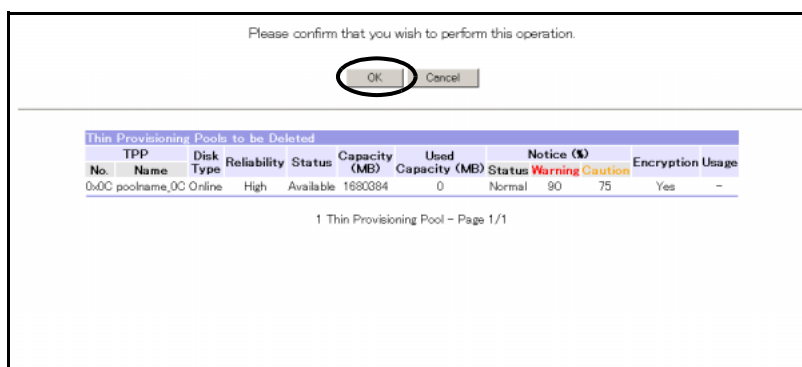 Please confirm that you wish to perform this operation.
OK Cancel
Thin Provisioning Pools to be Deleted
TPP Disk Type Reliability Status Capacity (MB) Used Capacity (MB) Notice (%) Encryption Usage
No. Name Status Warning Caution
0x0C poolname_0C Online High Available 1680384 0 Normal 90 75 Yes -
1 Thin Provisioning Pool - Page 1/1